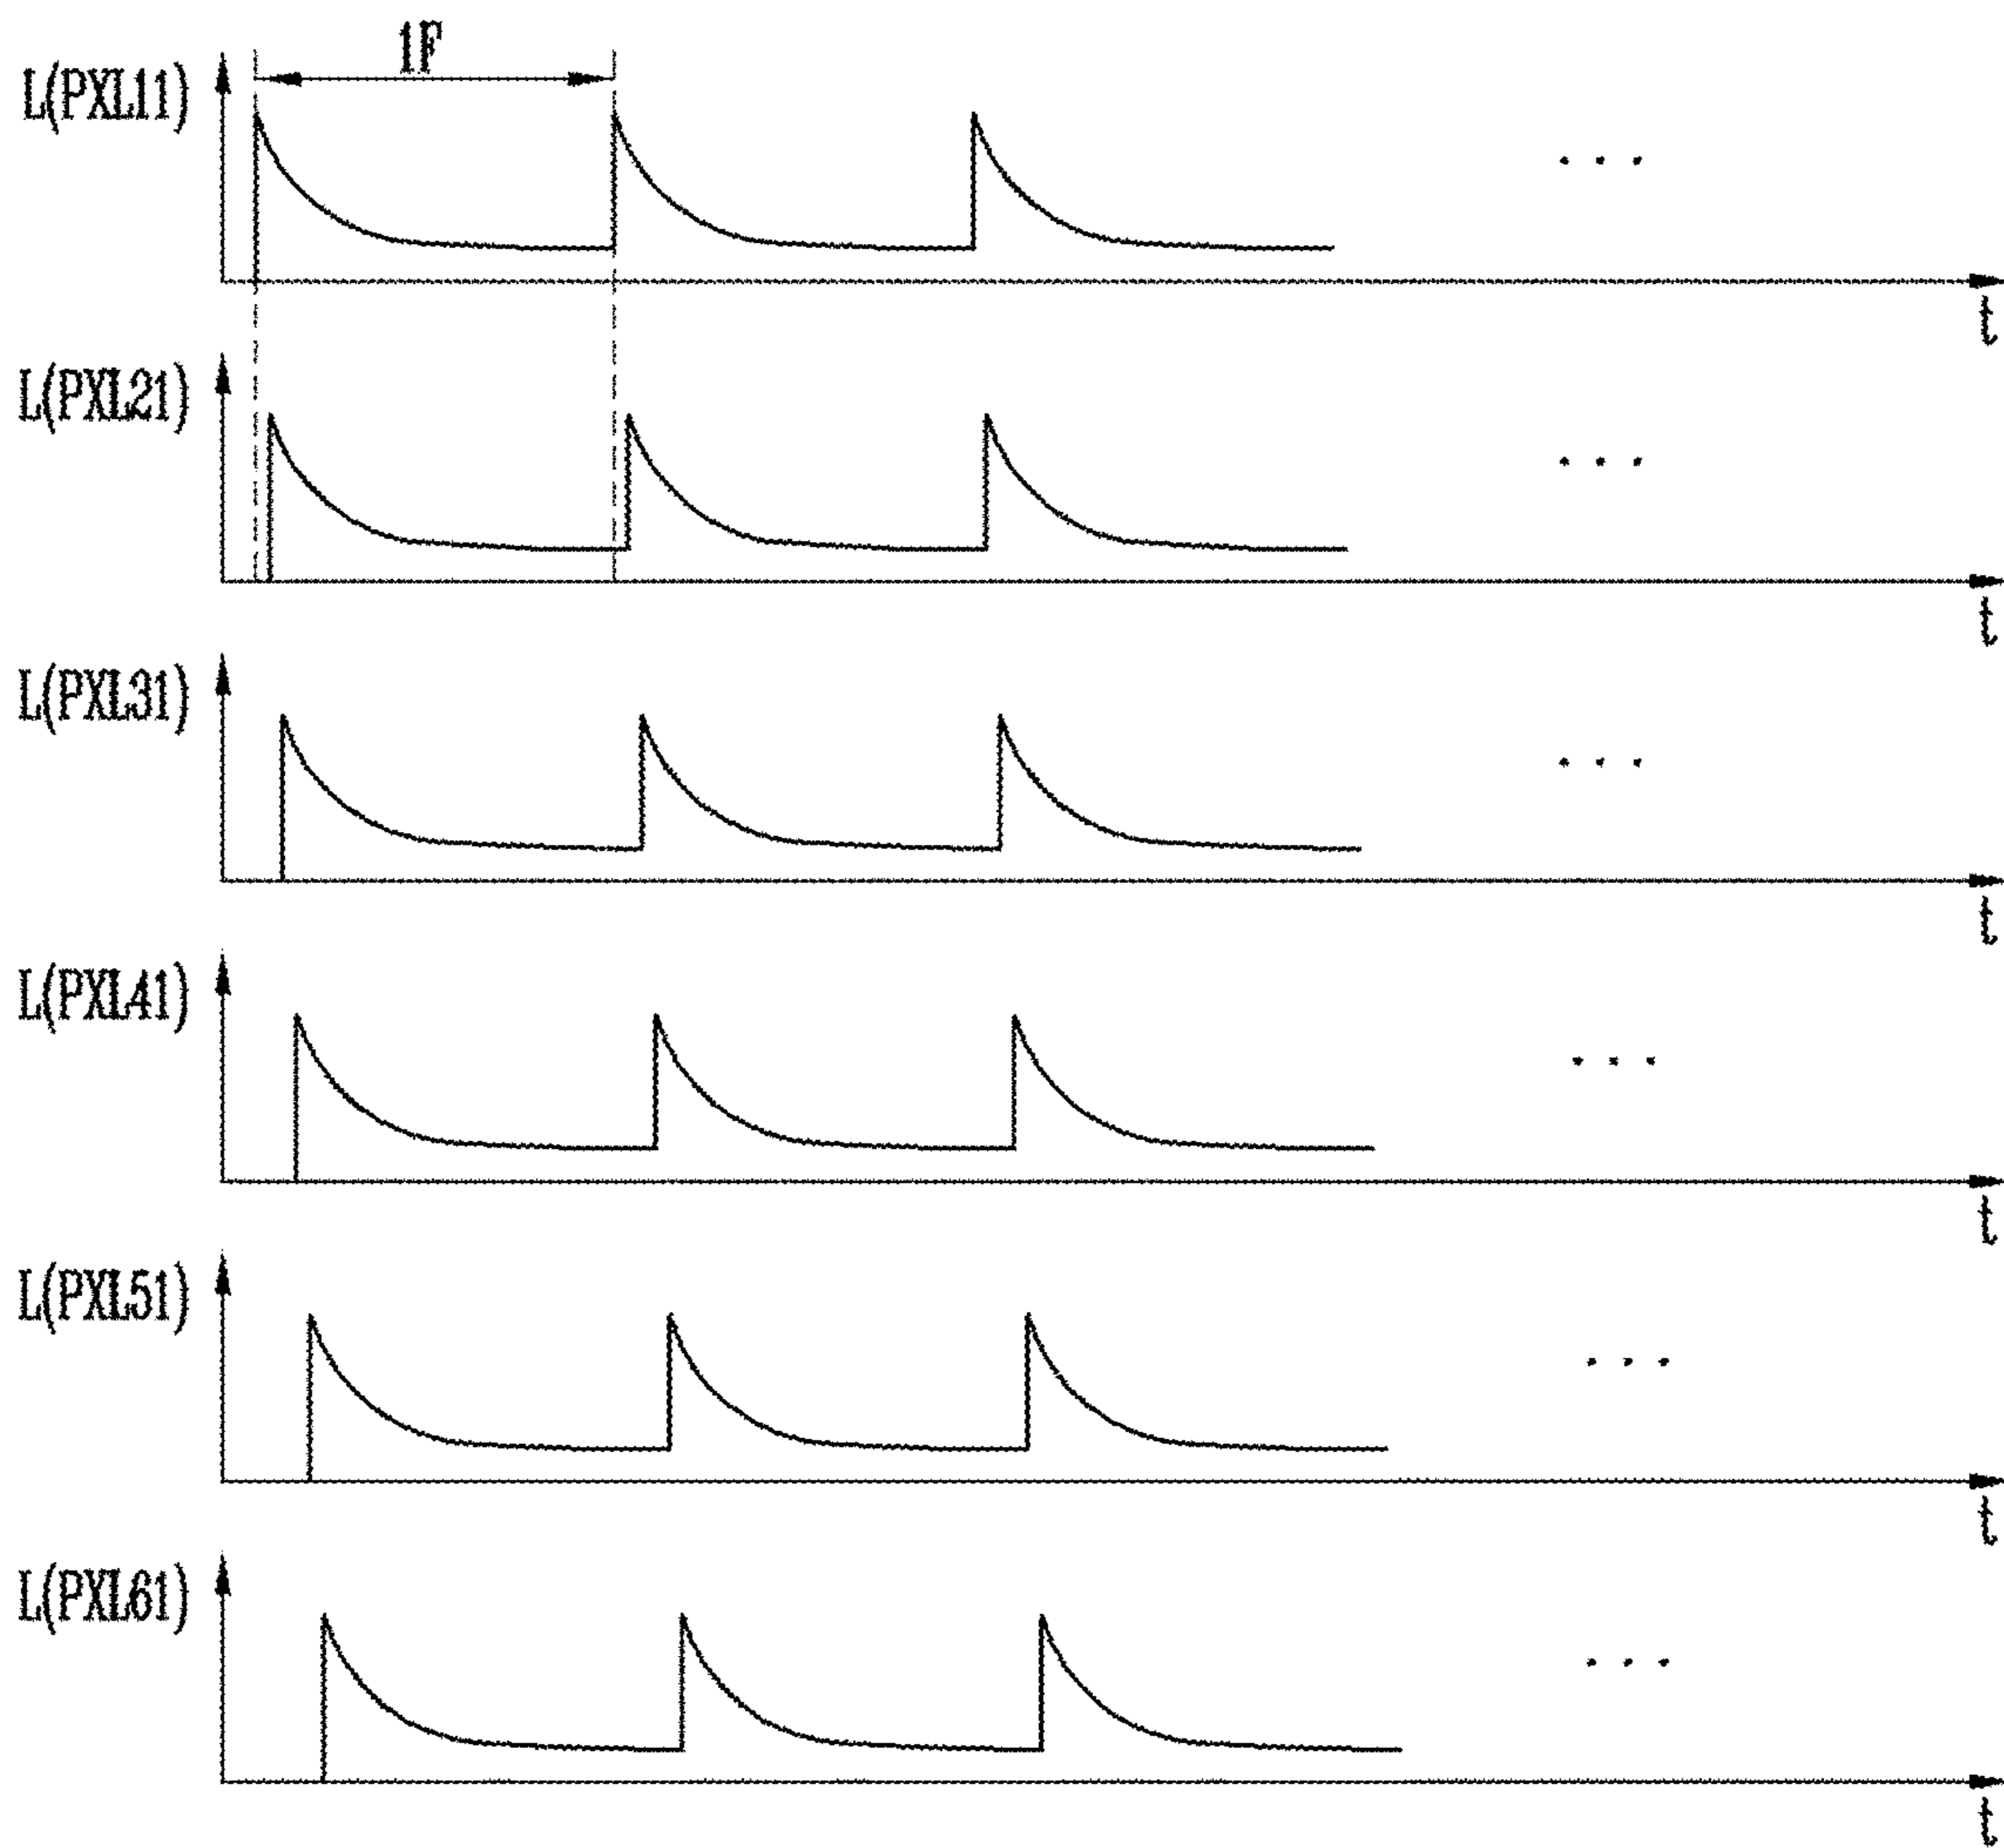 1F
L(PXL11)
. . .
t
L(PXL21)
. . .
t
L(PXL31)
. . .
t
L(PXL41)
. . .
t
L(PXL51)
. . .
t
L(PXL61)
. . .
t